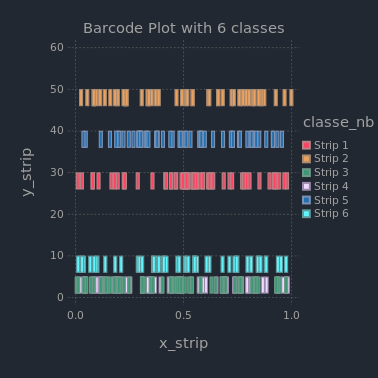 Barcode Plot with 6 classes
60
50
40
30
20
10
0
y_strip
0.0
0.5
1.0
x_strip
classe_nb
Strip 1
Strip 2
Strip 3
Strip 4
Strip 5
Strip 6